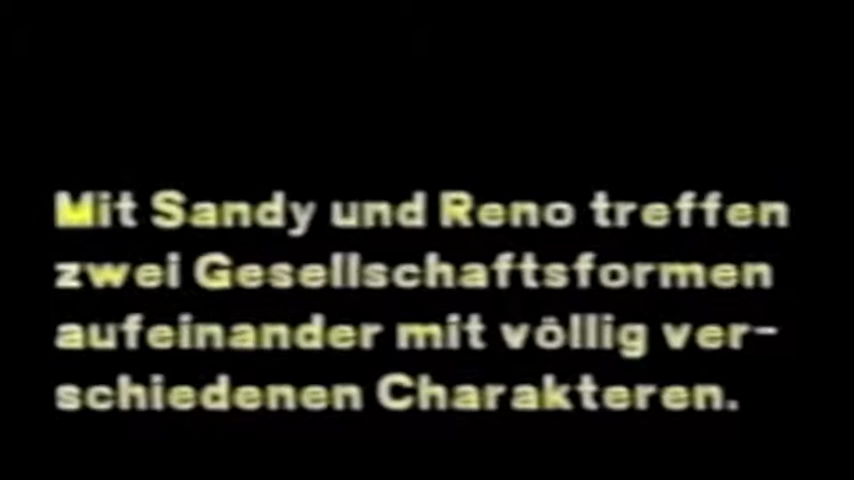 Mit Sandy und Reno treffen
zwei Gesellschaftsformen
aufeinander mit völlig ver-
schiedenen Charakteren.